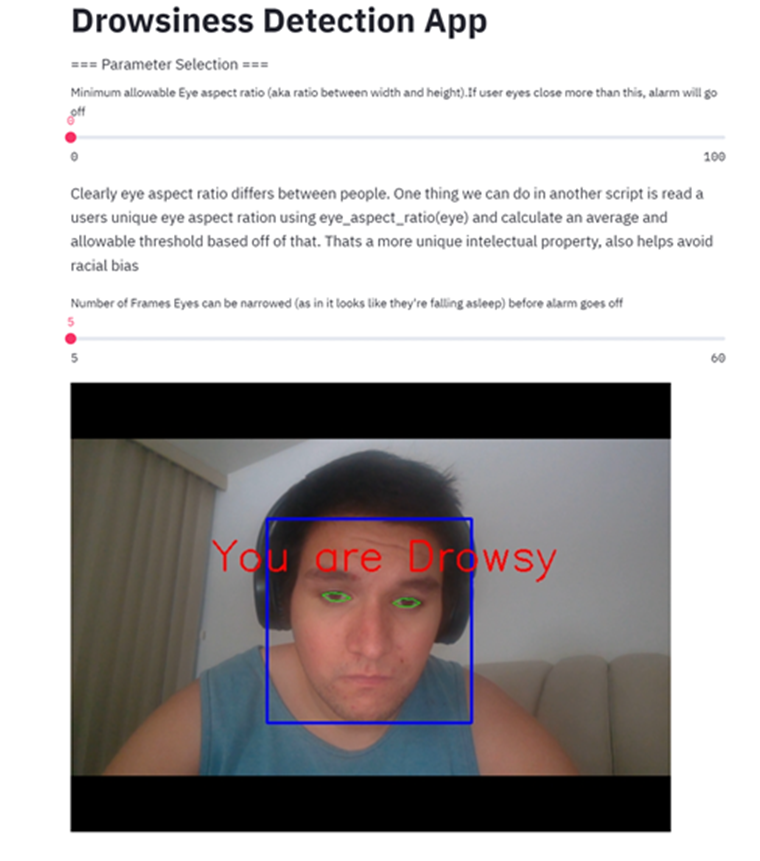 Drowsiness Detection App
=== Parameter Selection ===
Minimum allowable Eye aspect ratio (aka ratio between width and height).If user eyes close more than this, alarm will go
off
0
0 100
Clearly eye aspect ratio differs between people. One thing we can do in another script is read a
users unique eye aspect ration using eye_aspect_ratio(eye) and calculate an average and
allowable threshold based off of that. Thats a more unique intelectual property, also helps avoid
racial bias
Number of Frames Eyes can be narrowed (as in it looks like they're falling asleep) before alarm goes off
5
5 60
You are Drowsy